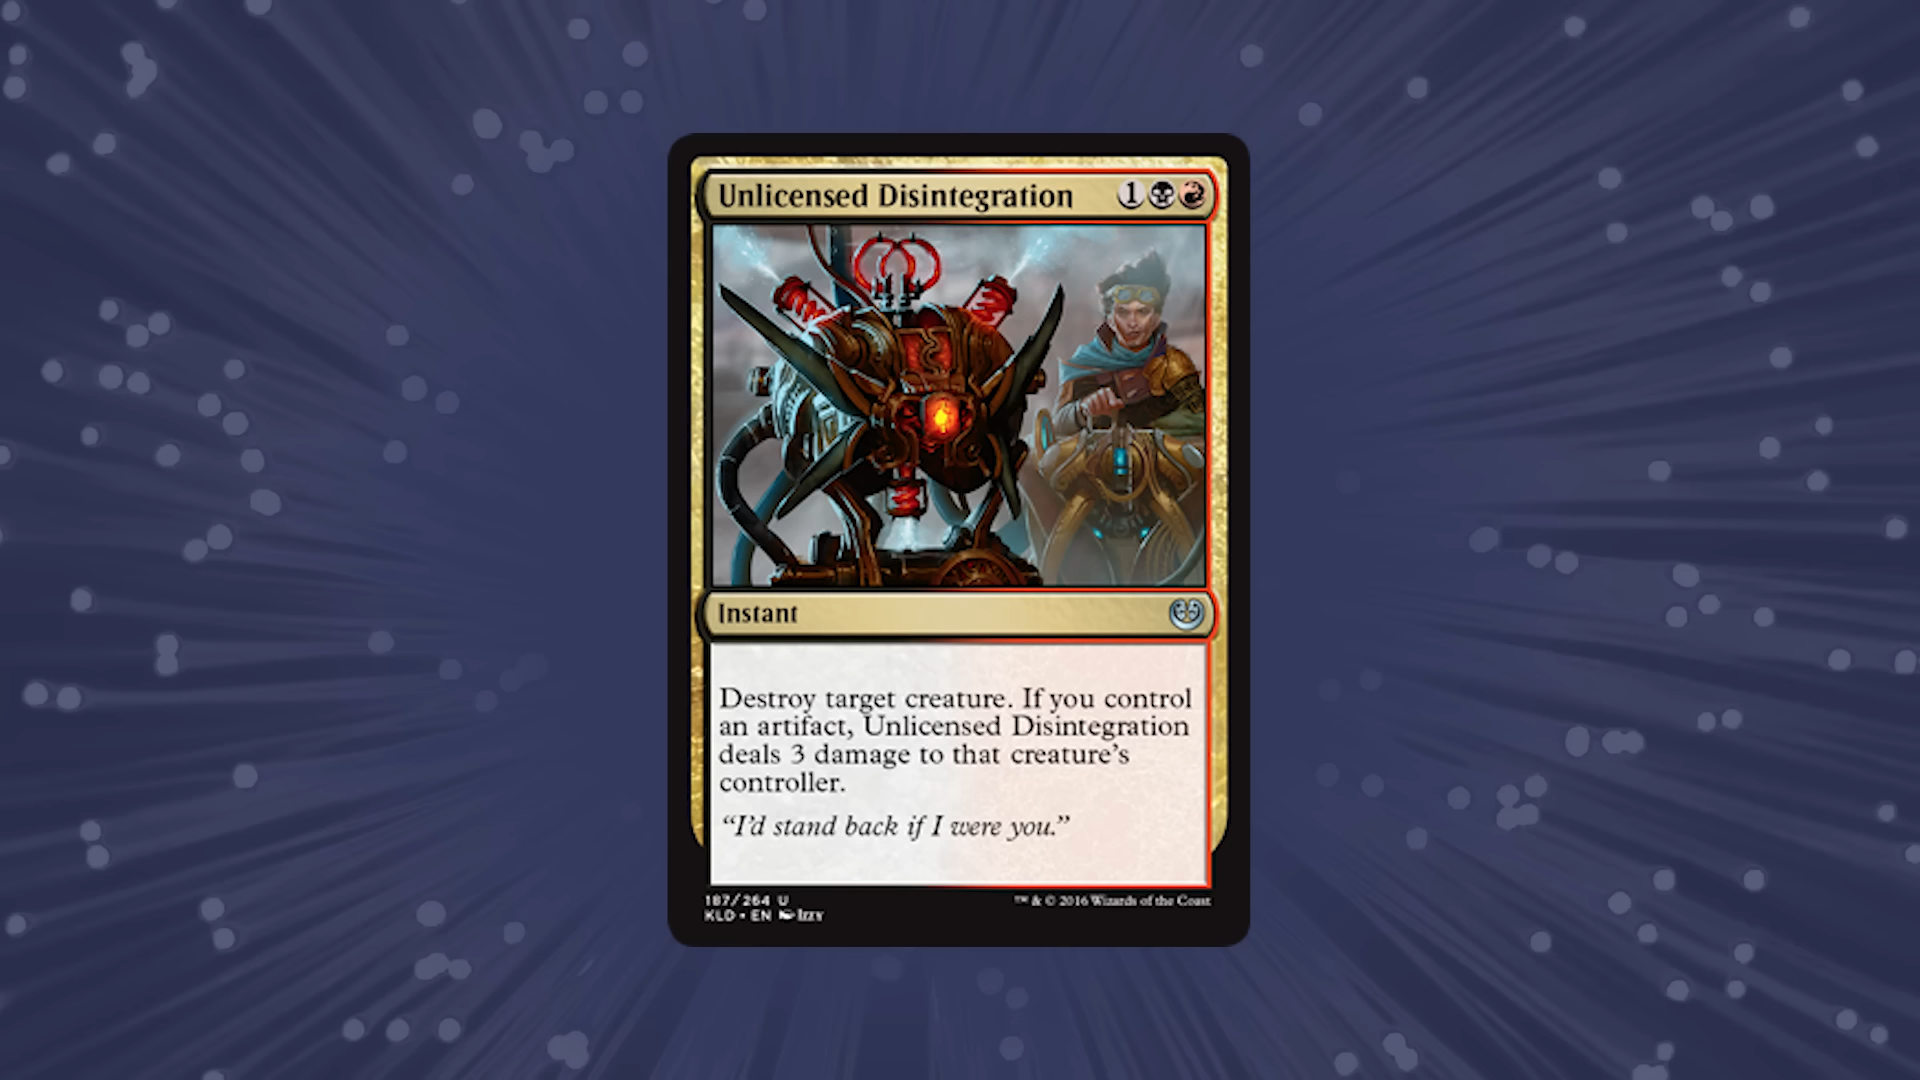 Unlicensed Disintegration 1
Instant
Destroy target creature. If you control
an artifact, Unlicensed Disintegration
deals 3 damage to that creature's
controller.
"I'd stand back if I were you."
187/264 U
™ & © 2016 Wizards of the Coast
KLD • EN Izzy